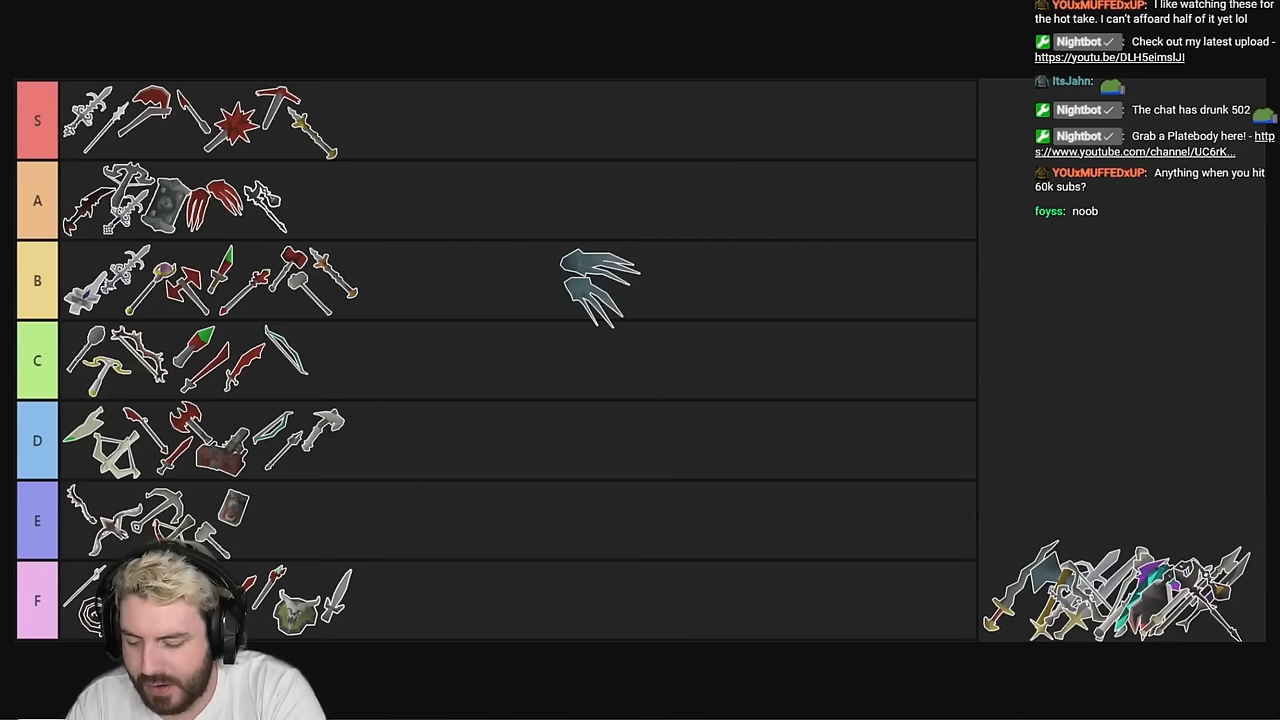 YOUxMUFFEDxUP: I like watching these for
the hot take. I can't affoard half of it yet lol
Nightbot ✓: Check out my latest upload -
https://youtu.be/DLH5eimslJI
ItsJahn:
Nightbot ✓: The chat has drunk 502
Nightbot ✓: Grab a Platebody here! - http
s://www.youtube.com/channel/UC6rK...
YOUxMUFFEDxUP: Anything when you hit
60k subs?
foyss: noob
S
A
B
C
D
E
F